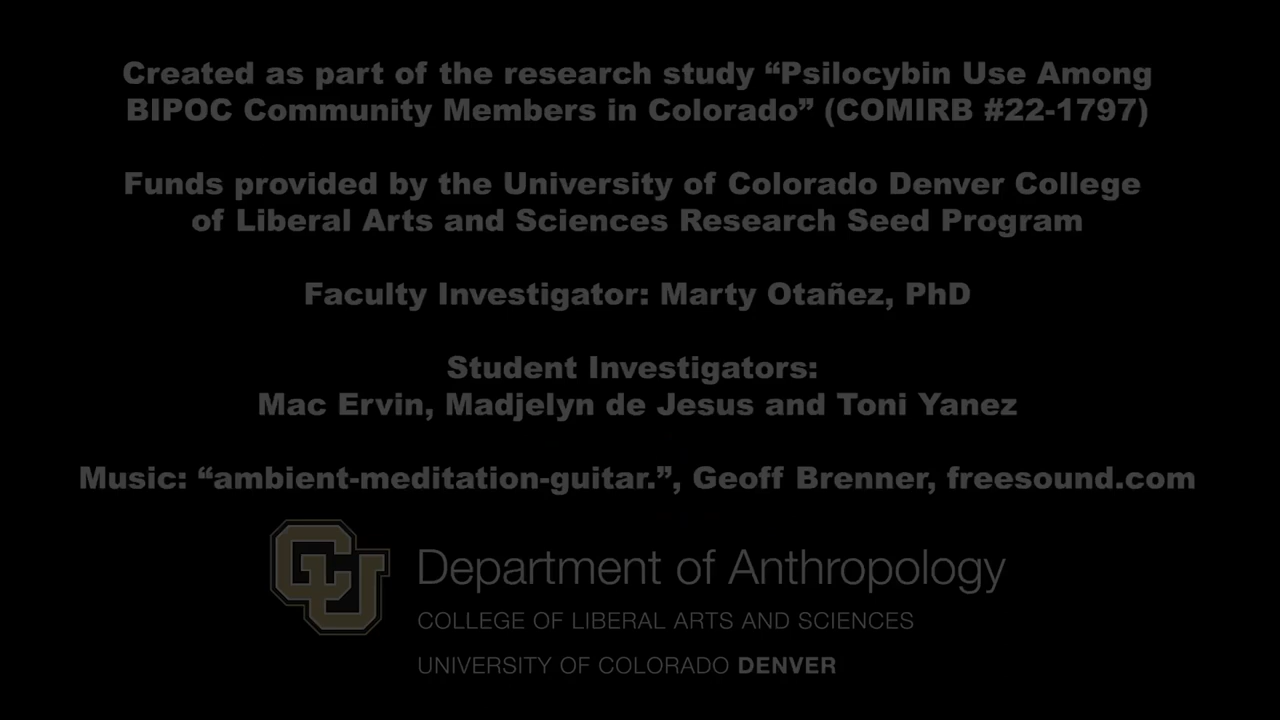 Created as part of the research study “Psilocybin Use Among
BIPOC Community Members in Colorado” (COMIRB #22-1797)
Funds provided by the University of Colorado Denver College
of Liberal Arts and Sciences Research Seed Program
Faculty Investigator: Marty Otañez, PhD
Student Investigators:
Mac Ervin, Madjelyn de Jesus and Toni Yanez
Music: “ambient-meditation-guitar.”, Geoff Brenner, freesound.com
CU
Department of Anthropology
COLLEGE OF LIBERAL ARTS AND SCIENCES
UNIVERSITY OF COLORADO DENVER